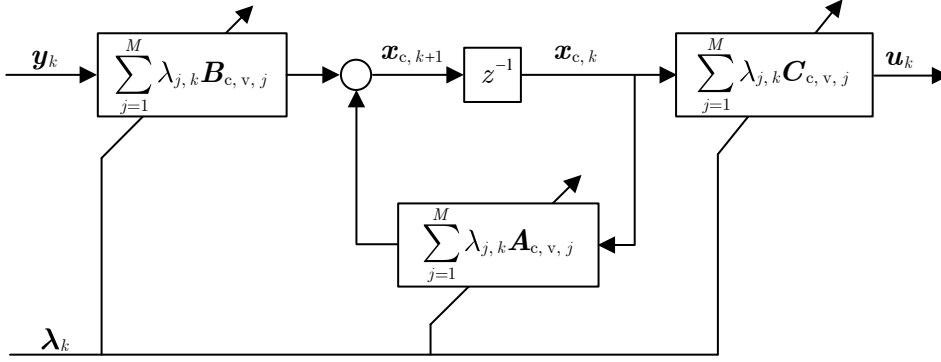 𝒚_k
∑_{j=1}^{M} λ_{j, k} 𝑩_{c, v, j}
𝒙_{c, k+1}
z^{-1}
𝒙_{c, k}
∑_{j=1}^{M} λ_{j, k} 𝑪_{c, v, j}
𝒖_k
∑_{j=1}^{M} λ_{j, k} 𝑨_{c, v, j}
𝝀_k